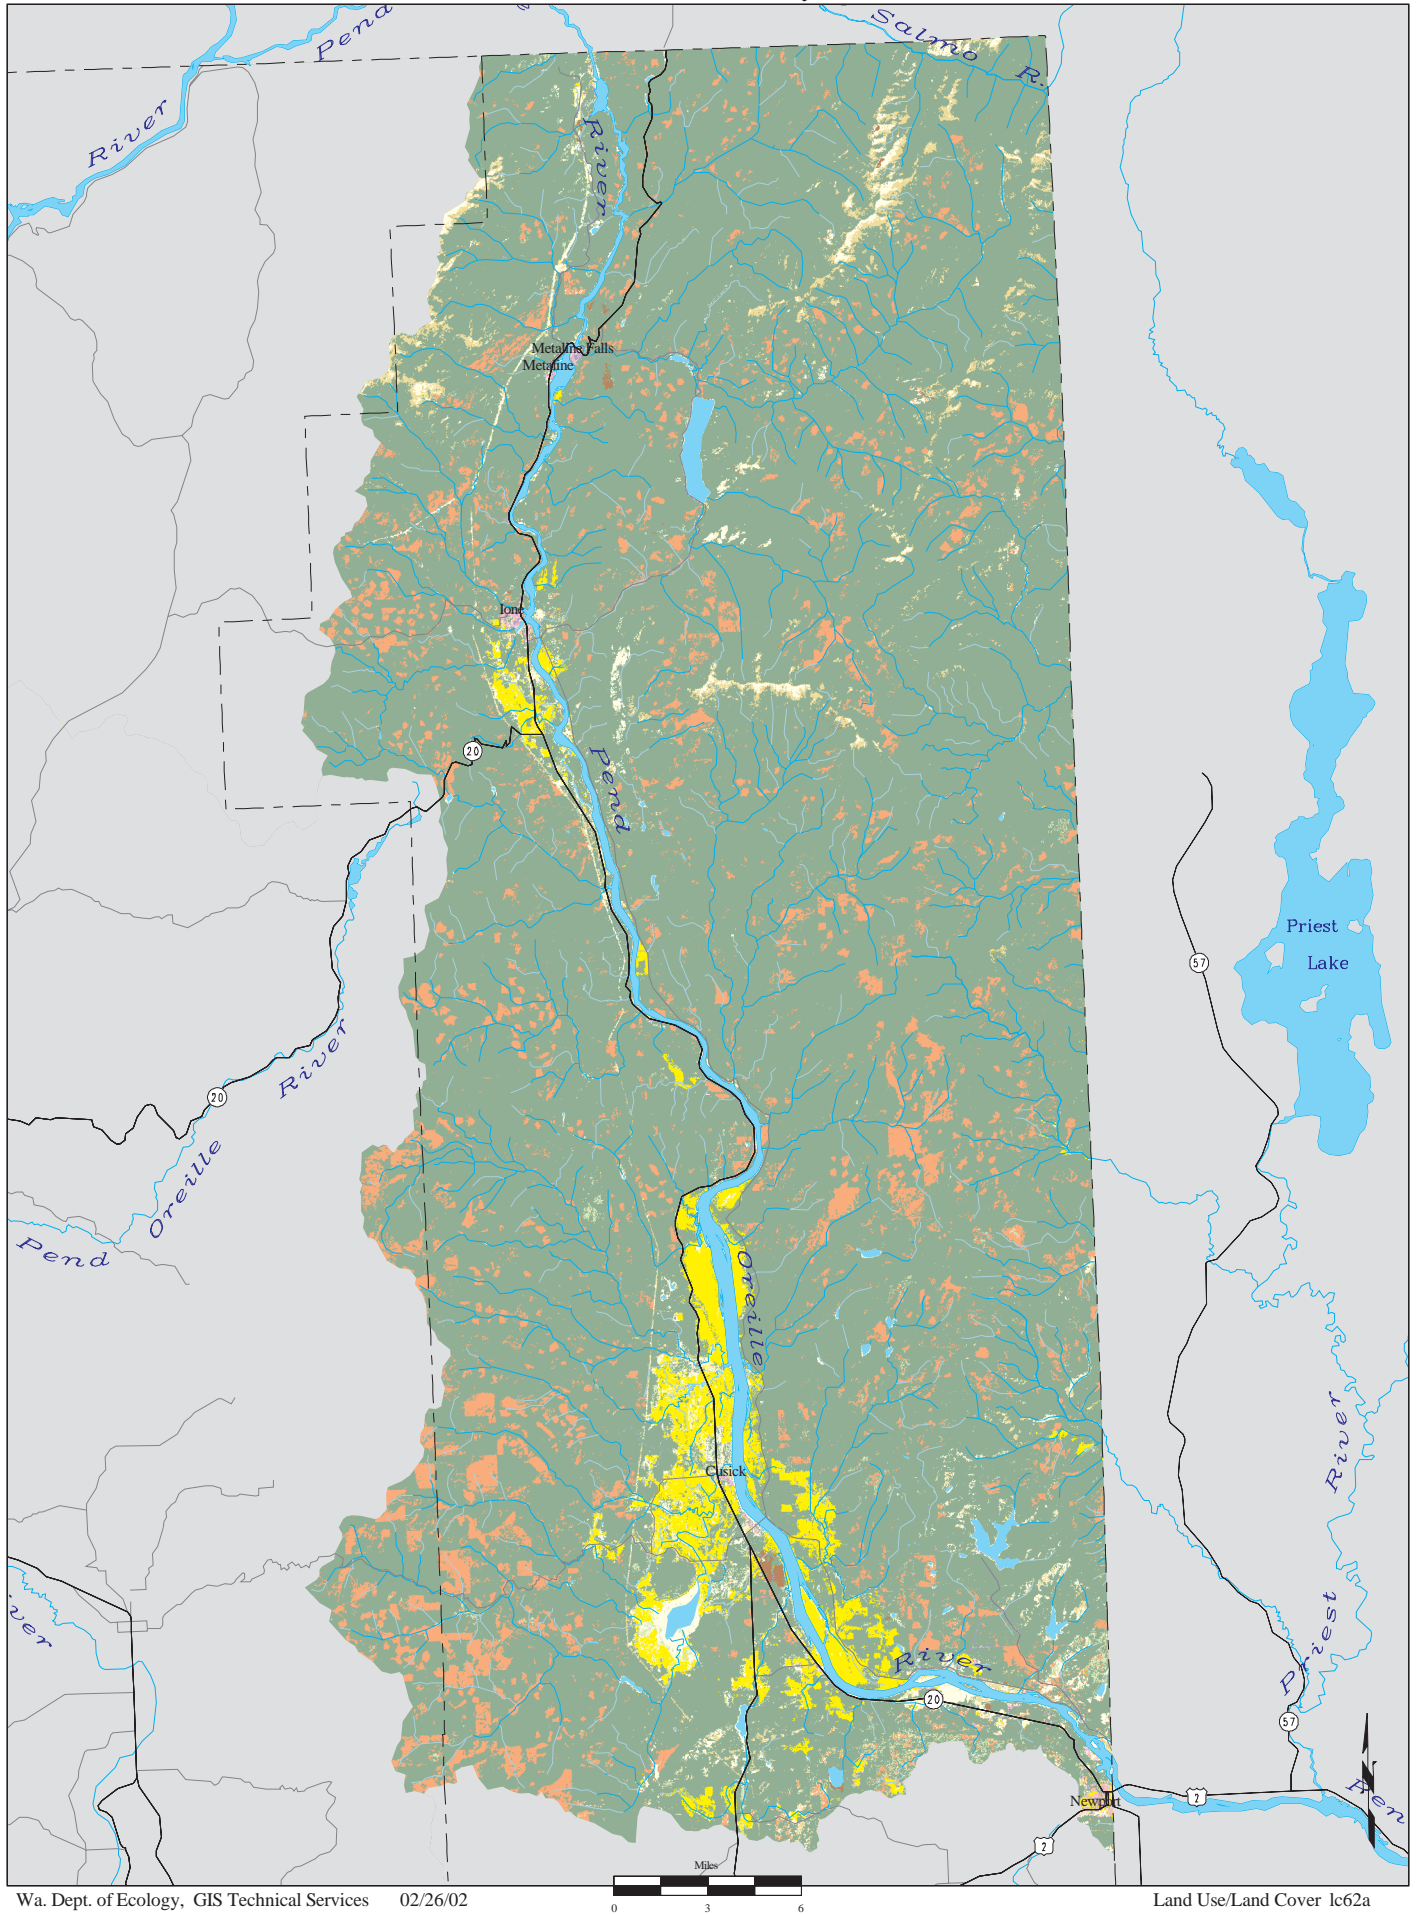 Pend
Salmo
R.
River
River
Metaline Falls
Metaline
Ione
20
Pend
Priest
Lake
57
River
20
Oreille
Pend
Oreille
River
Cusick
iver
River
Priest
20
57
Newport
2
Pen
2
Miles
0 3 6
Wa. Dept. of Ecology, GIS Technical Services 02/26/02
Land Use/Land Cover lc62a